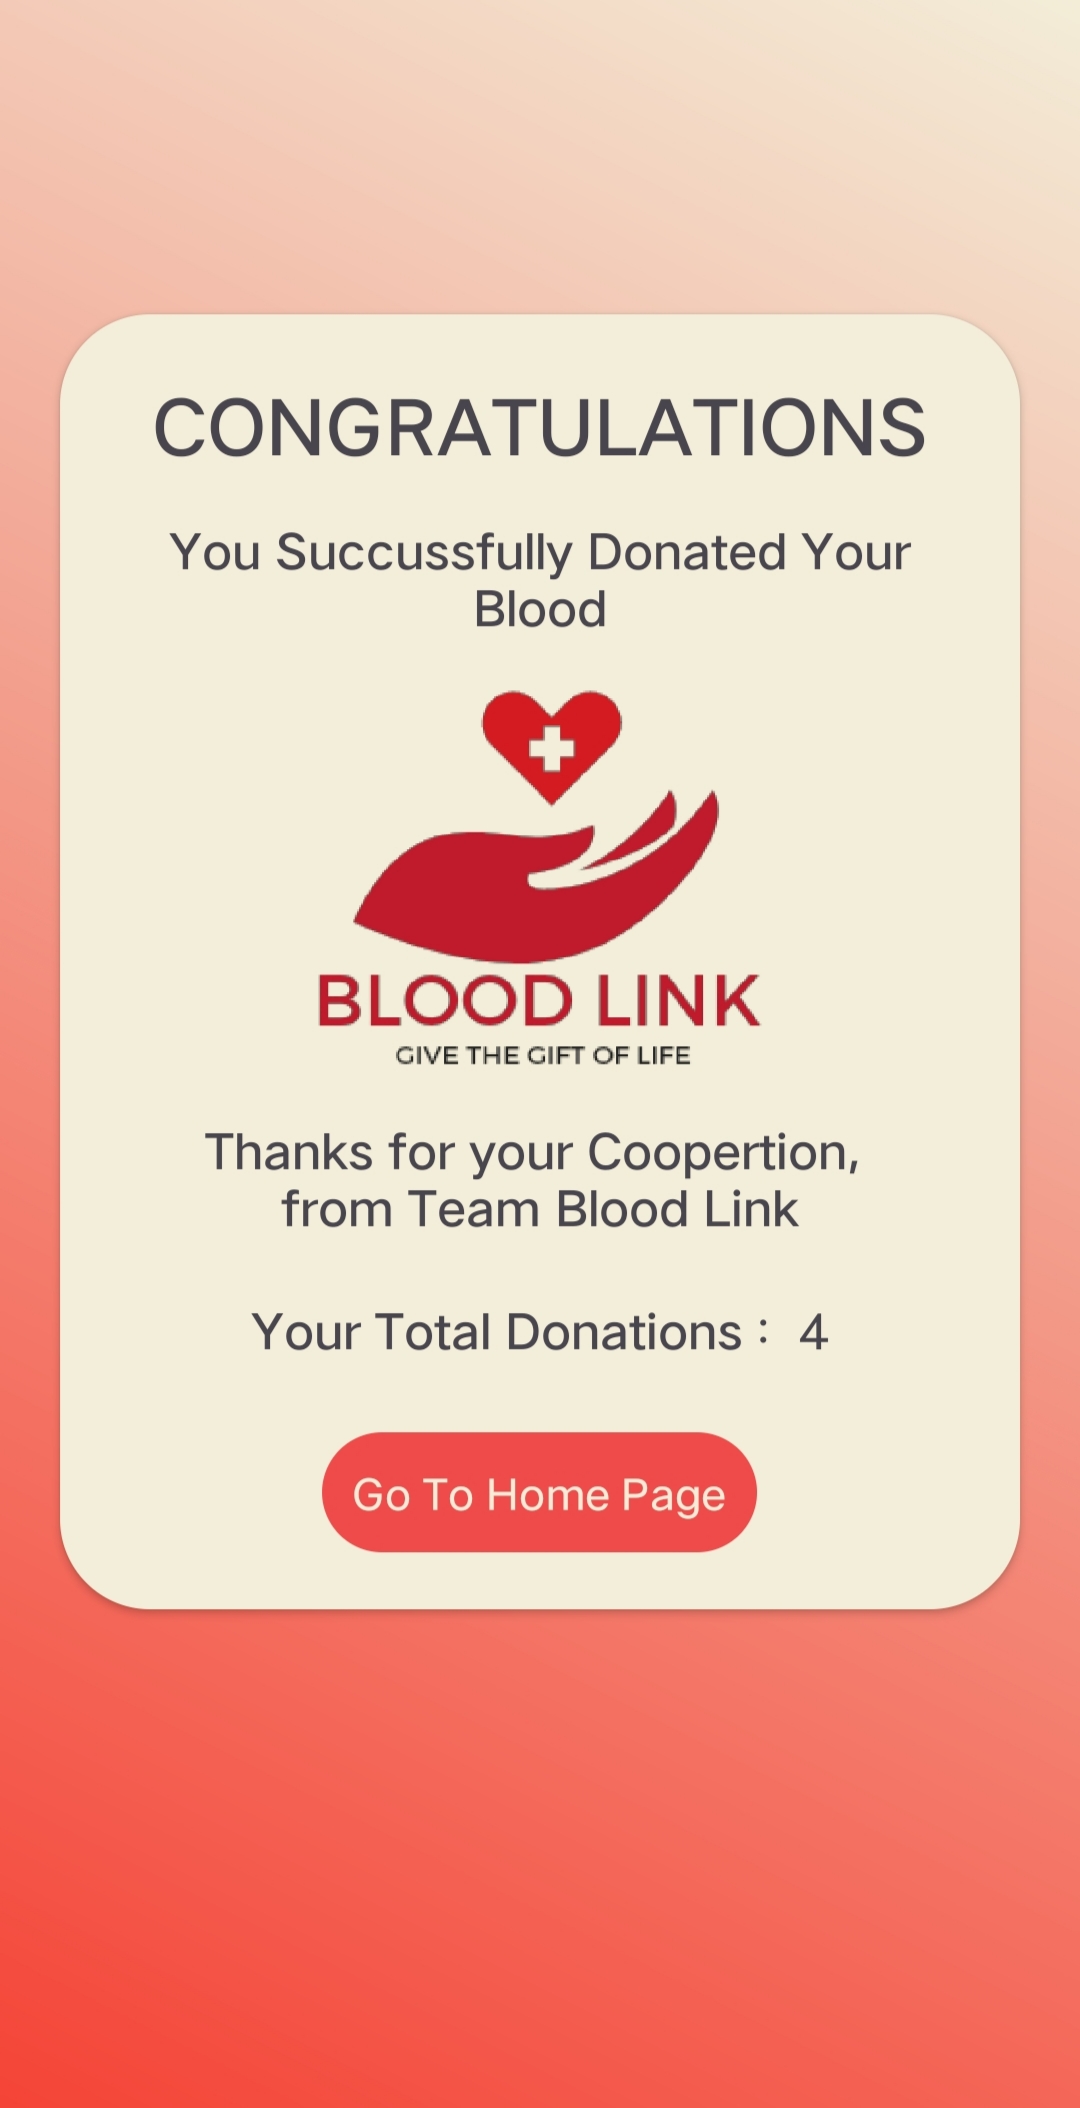 CONGRATULATIONS
You Succussfully Donated Your
Blood
BLOOD LINK
GIVE THE GIFT OF LIFE
Thanks for your Coopertion,
from Team Blood Link
Your Total Donations :  4
Go To Home Page